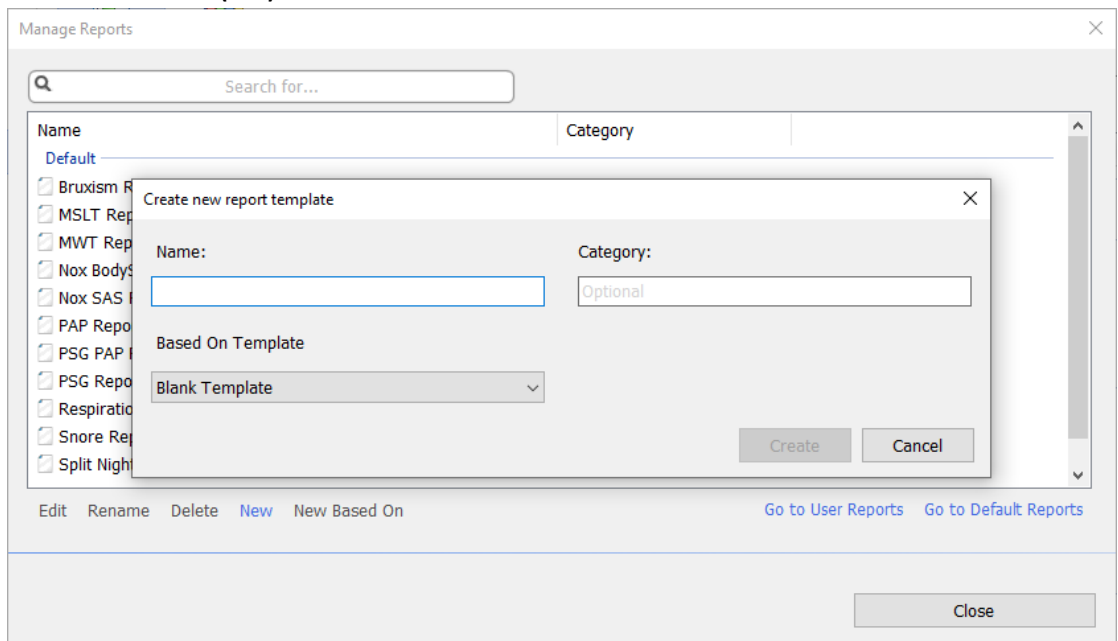 Manage Reports
Search for...
Name Category
Default
Bruxism R
Create new report template
MSLT Rep
MWT Rep
Name: Category:
Nox Body
Optional
Nox SAS
PAP Repo
Based On Template
PSG PAP
PSG Repo
Blank Template
Respiratio
Snore Rep
Create Cancel
Split Night
Edit Rename Delete New New Based On Go to User Reports Go to Default Reports
Close